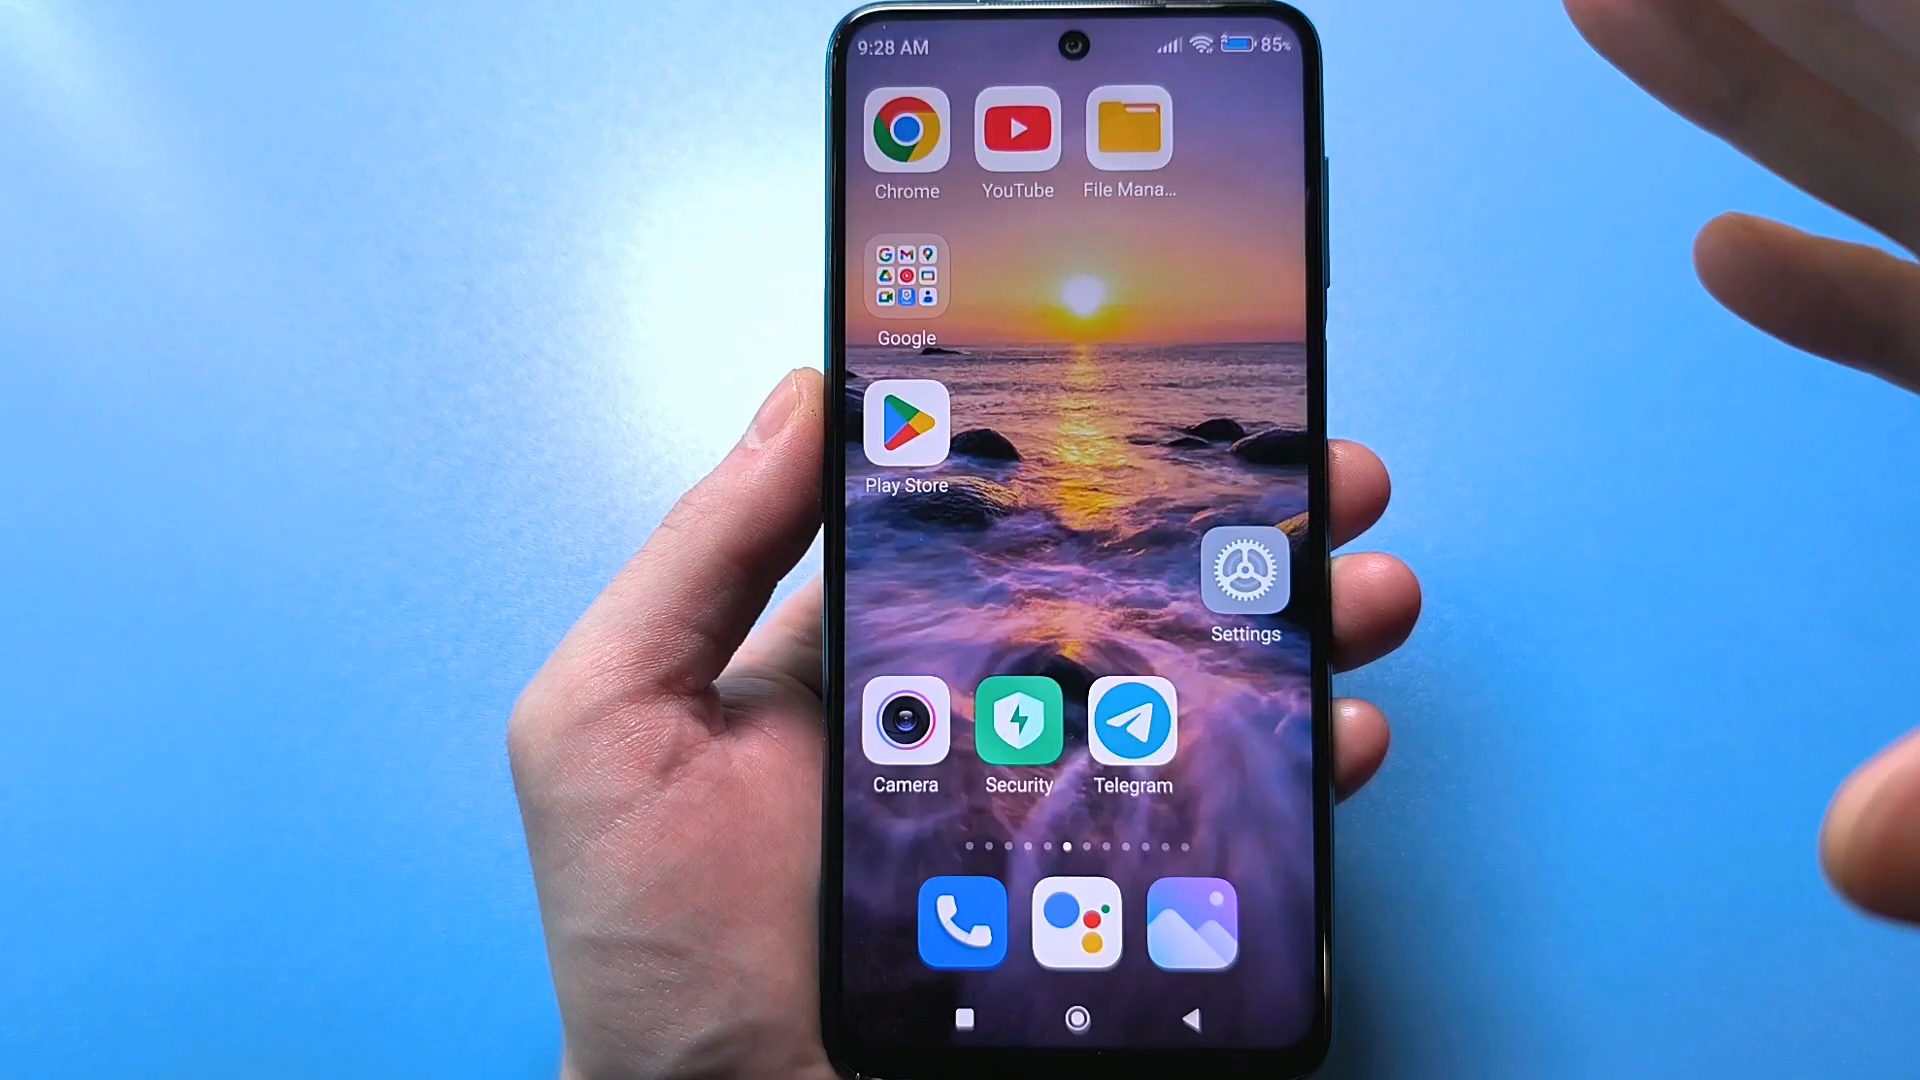 9:28 AM 85%
Chrome YouTube File Mana...
Google
Play Store
Settings
Camera Security Telegram